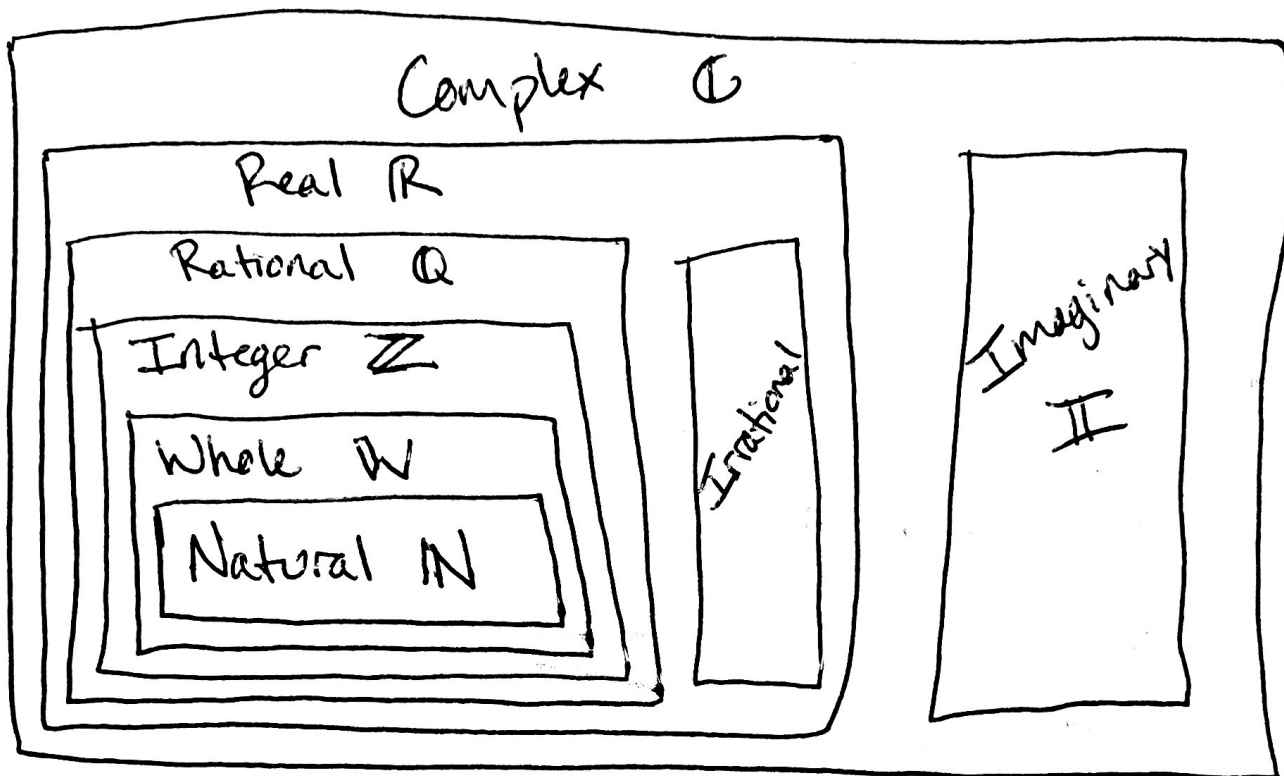 Complex ℂ
Real ℝ
Rational ℚ
Integer ℤ
Whole 𝕎
Natural ℕ
Irrational
Imaginary
𝕀